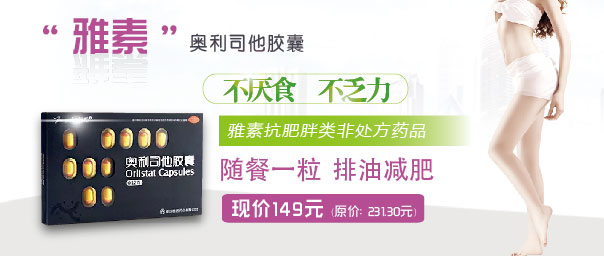 “雅素”奥利司他胶囊
不厌食 不乏力
雅素抗肥胖类非处方药品
随餐一粒 排油减肥
现价149元（原价：231.30元）
奥利司他胶囊
Orlistat Capsules